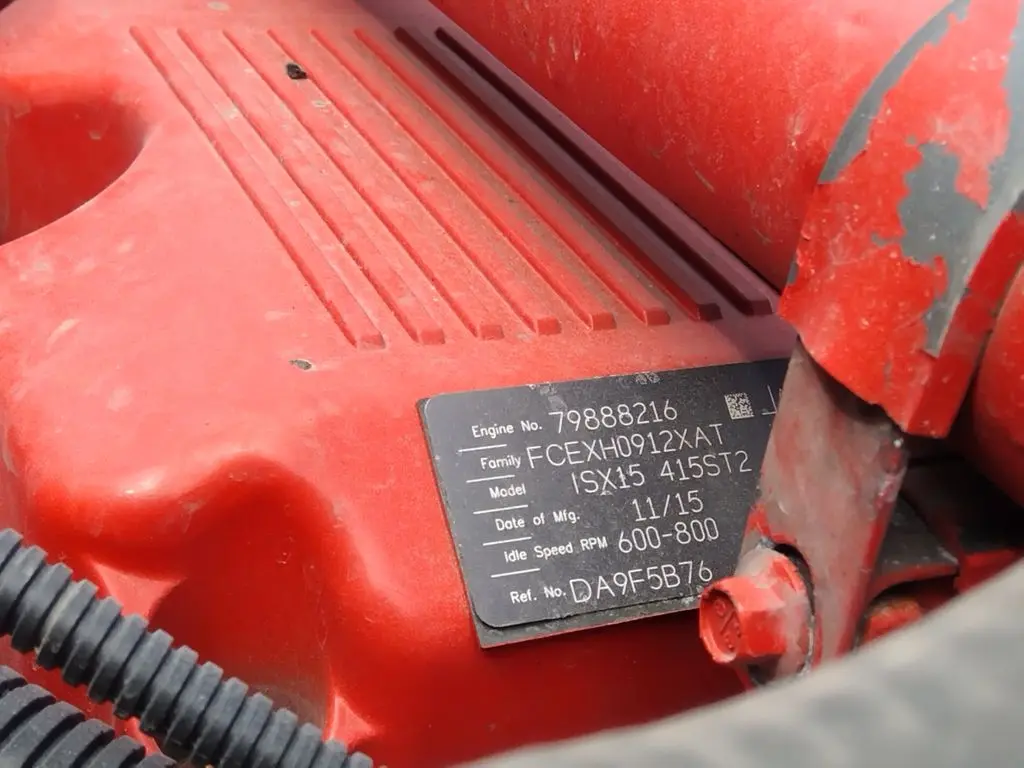 Engine No. 79888216
Family FCEXH0912XAT
Model ISX15 415ST2
Date of Mfg. 11/15
Idle Speed RPM 600-800
Ref. No. DA9F5B76